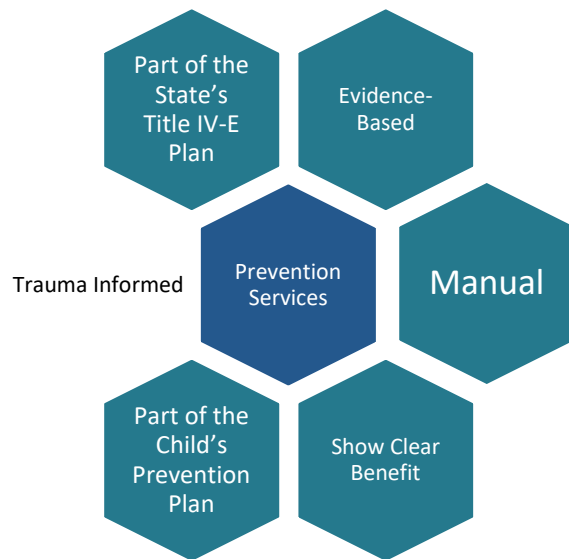 Part of the
State’s
Title IV-E
Plan
Evidence-
Based
Trauma Informed
Prevention
Services
Manual
Part of the
Child’s
Prevention
Plan
Show Clear
Benefit